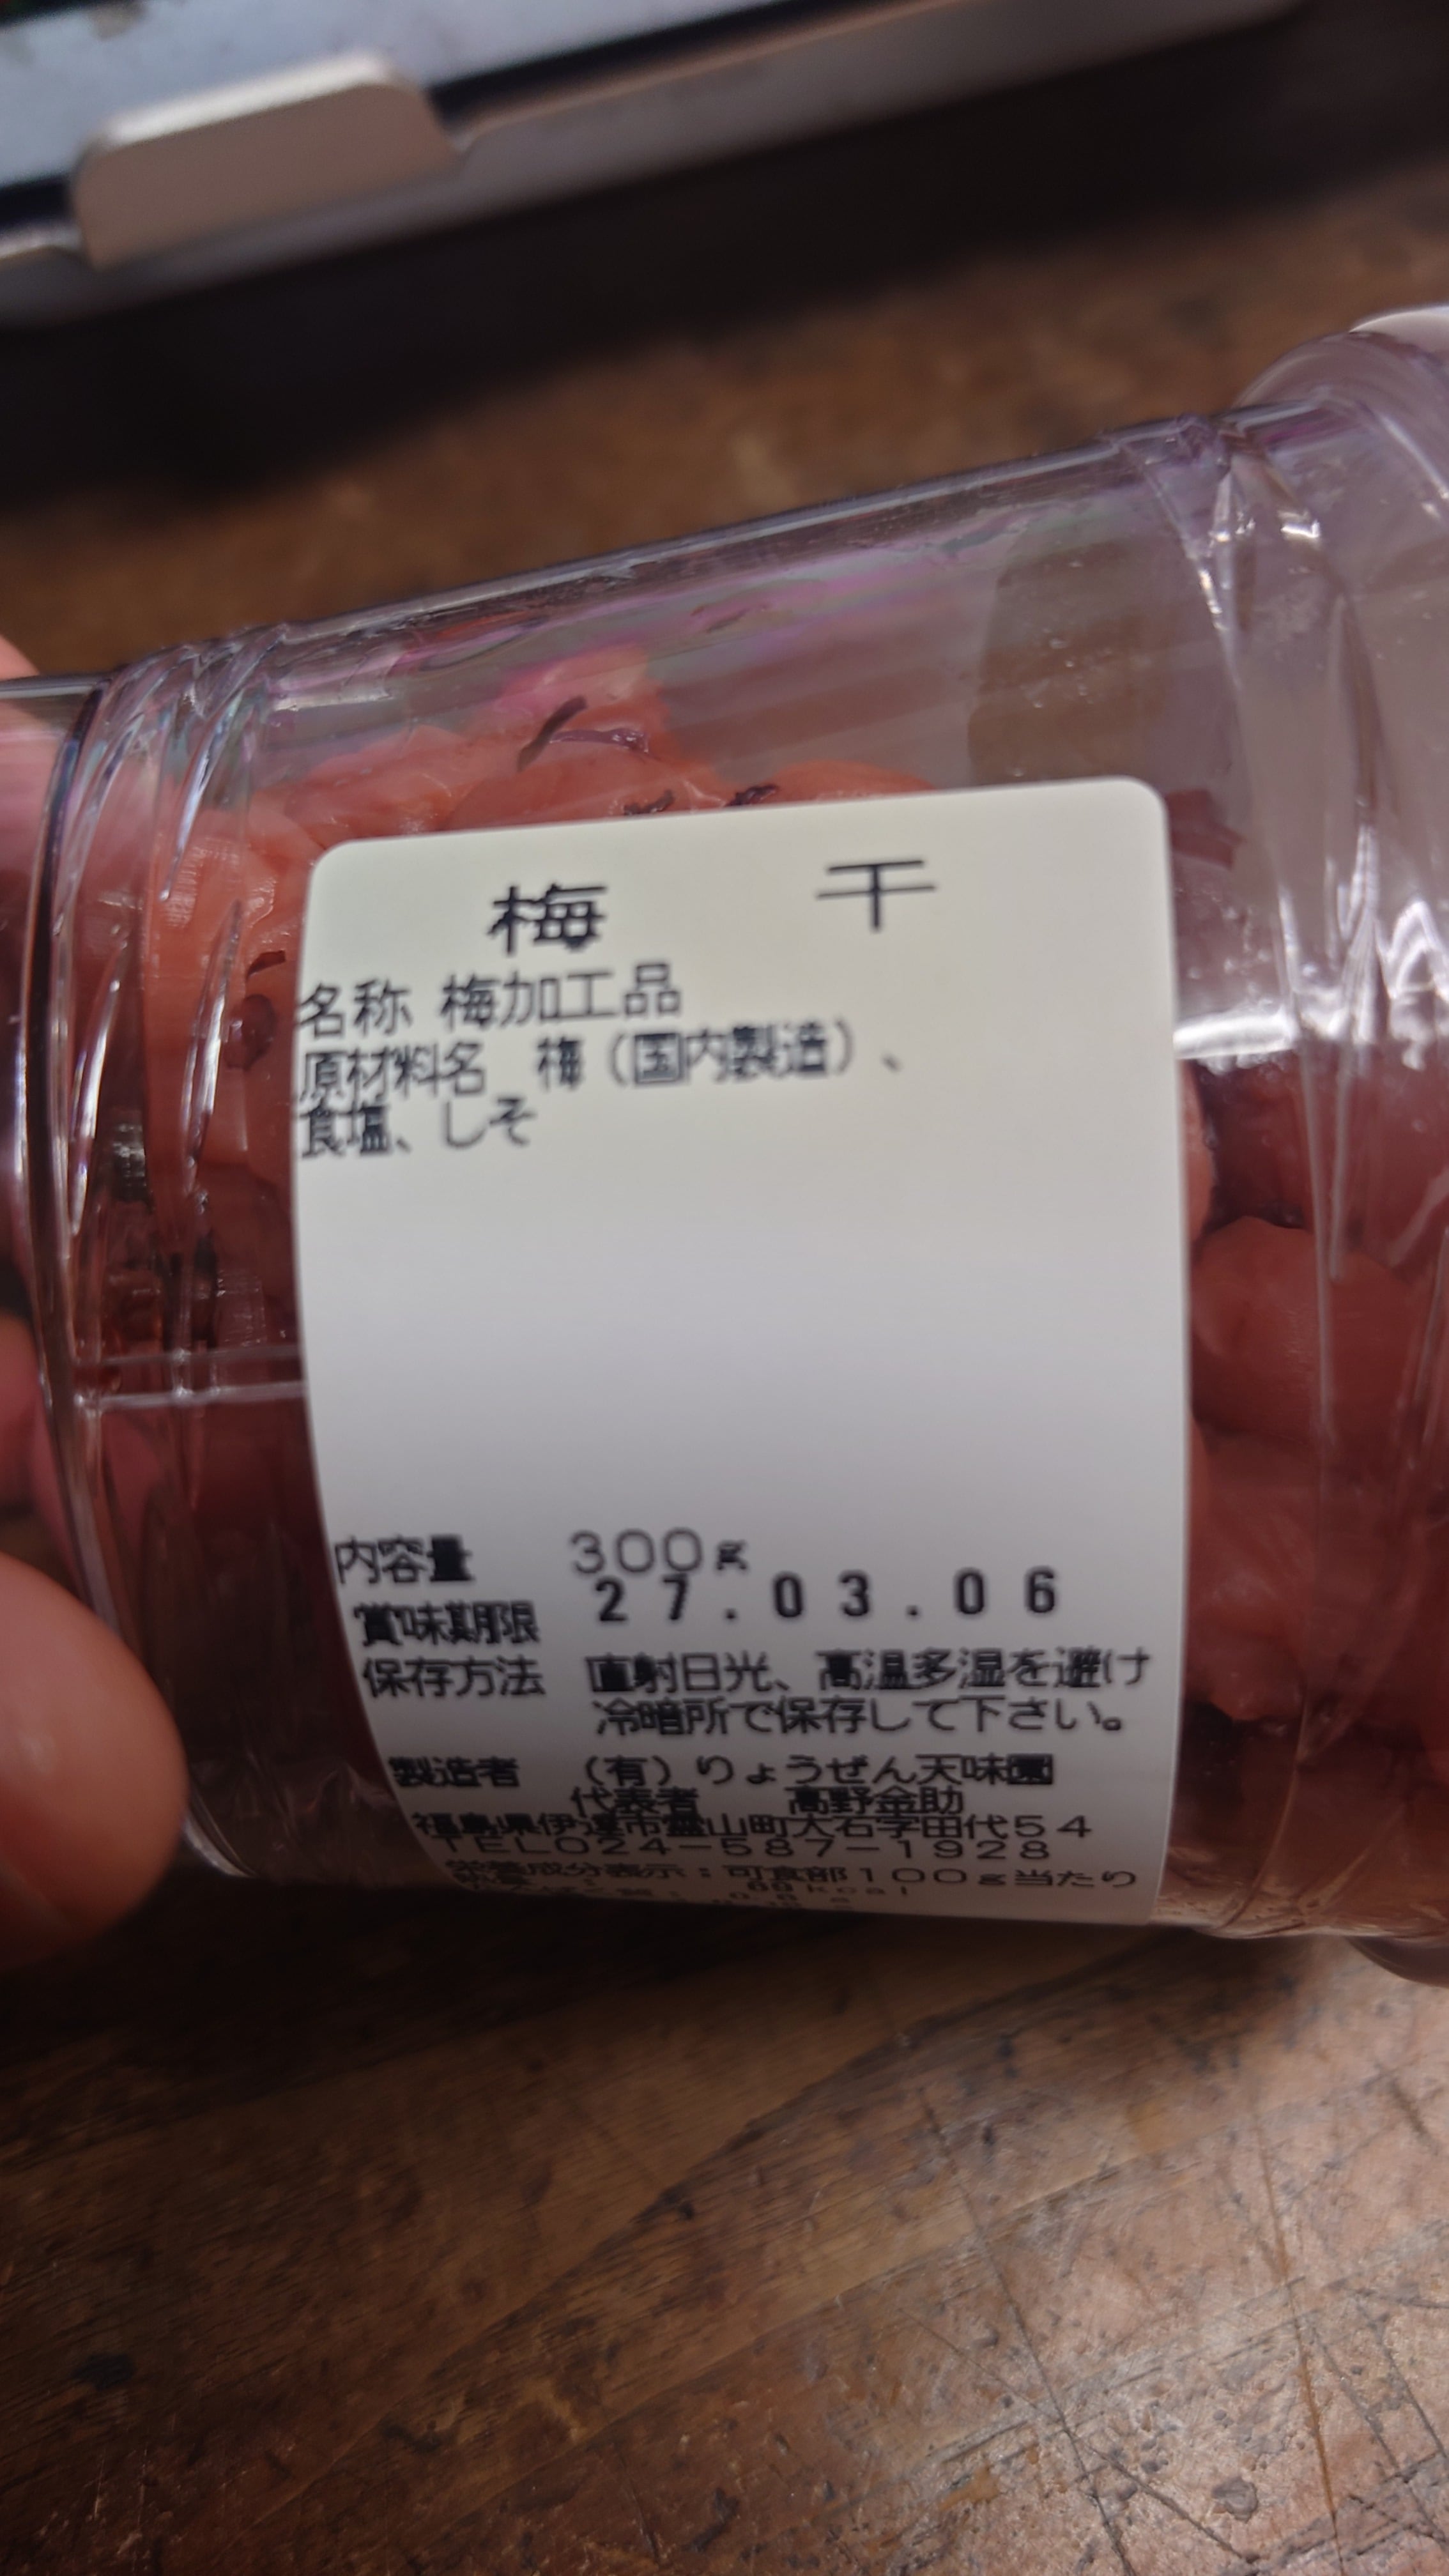 梅 干
名称 梅加工品
原材料名 梅（国内製造）、
食塩、しそ
内容量 300g
賞味期限 27.03.06
保存方法 直射日光、高温多湿を避け
冷暗所で保存して下さい。
製造者 （有）りょうぜん天味園
代表者 高野金助
福島県伊達市霊山町大石字田代54
TEL024-587-1928
栄養成分表示：可食部100g当たり